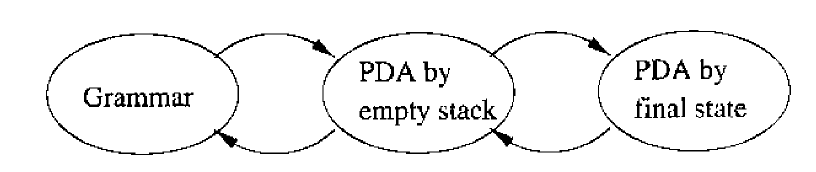 Grammar
PDA by
empty stack
PDA by
final state